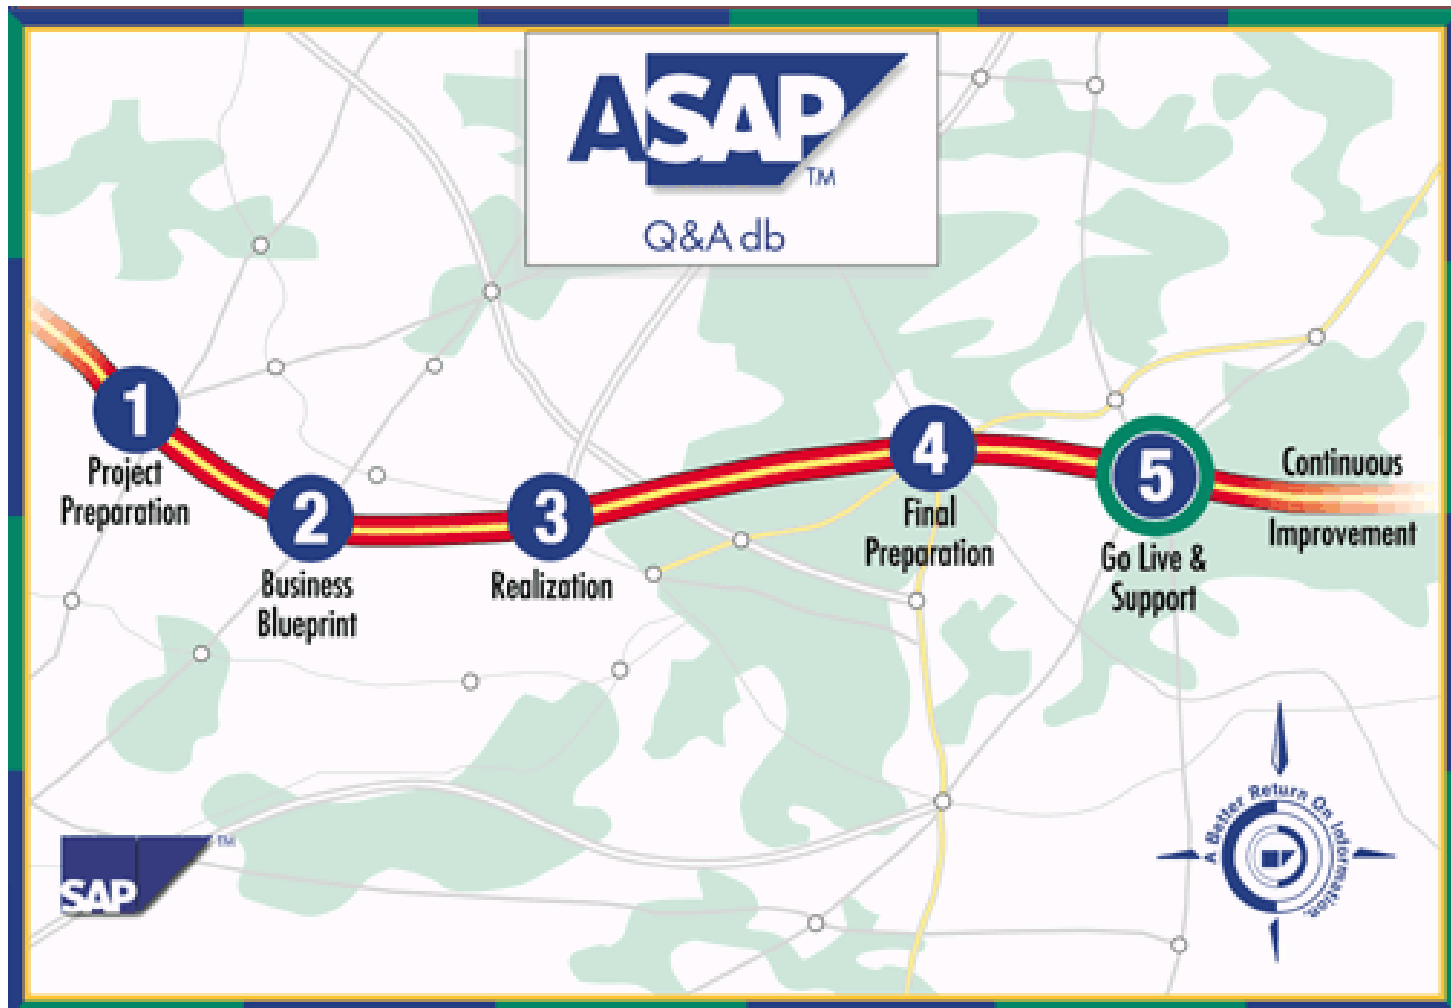 ASAP
TM
Q&A db
1
Project
Preparation
2
Business
Blueprint
3
Realization
4
Final
Preparation
5
Go Live &
Support
Continuous
Improvement
SAP
TM
A Better Return On Information.